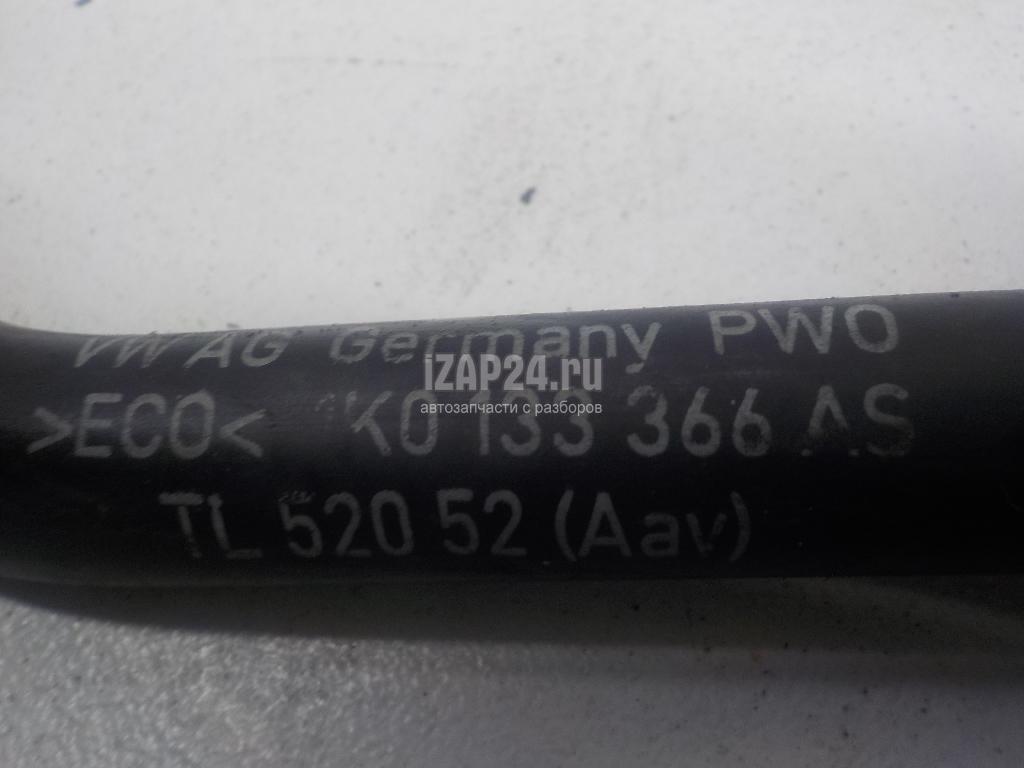 VW AG Germany PWO
iZAP24.ru
>ECO< 1K0 133 366 AS
автозапчасти с разборов
TL 520 52 (Aav)